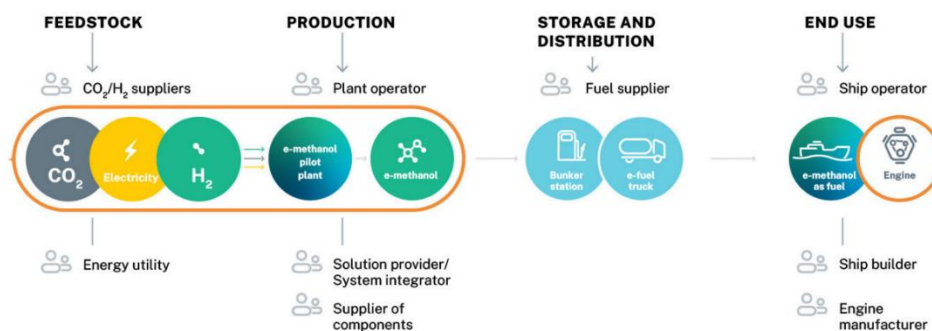 FEEDSTOCK
PRODUCTION
STORAGE AND
DISTRIBUTION
END USE
CO₂/H₂ suppliers
Plant operator
Fuel supplier
Ship operator
CO₂
Electricity
H₂
e-methanol
pilot
plant
e-methanol
Bunker
station
e-fuel
truck
e-methanol
as fuel
Engine
Energy utility
Solution provider/
System integrator
Supplier of
components
Ship builder
Engine
manufacturer